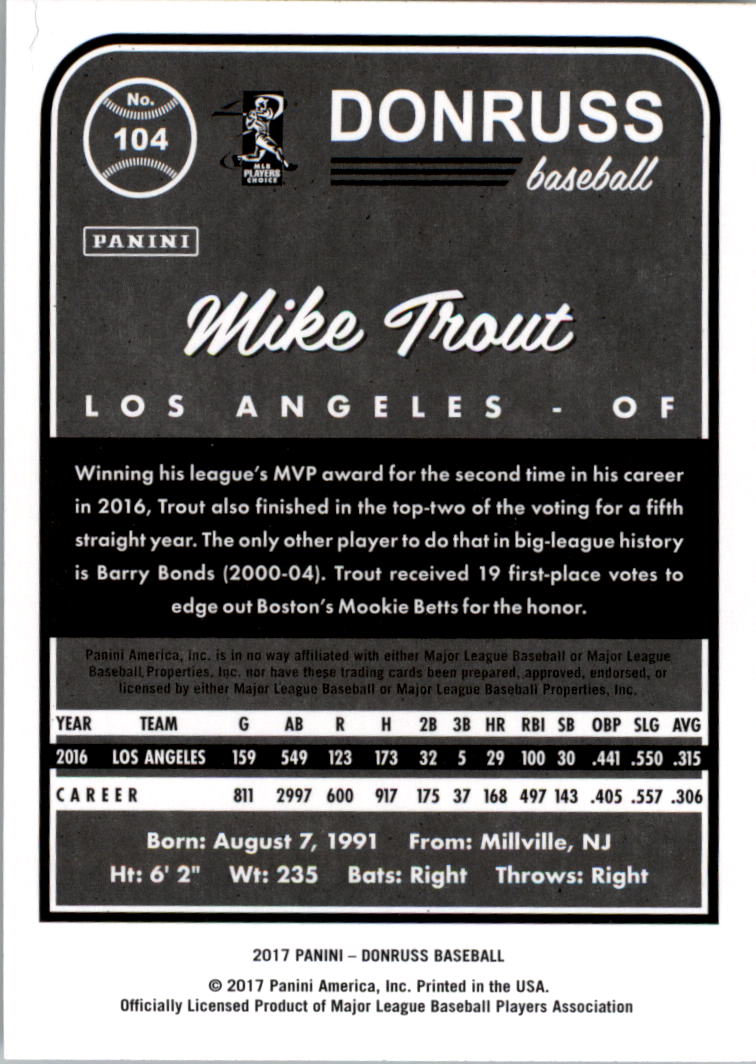 No.
104
MLB
PLAYERS
CHOICE
DONRUSS
baseball
PANINI
Mike Trout
LOS ANGELES - OF
Winning his league's MVP award for the second time in his career
in 2016, Trout also finished in the top-two of the voting for a fifth
straight year. The only other player to do that in big-league history
is Barry Bonds (2000-04). Trout received 19 first-place votes to
edge out Boston's Mookie Betts for the honor.
Panini America, Inc. is in no way affiliated with either Major League Baseball or Major League
Baseball Properties, Inc. nor have these trading cards been prepared, approved, endorsed, or
licensed by either Major League Baseball or Major League Baseball Properties, Inc.
YEAR TEAM G AB R H 2B 3B HR RBI SB OBP SLG AVG
2016 LOS ANGELES 159 549 123 173 32 5 29 100 30 .441 .550 .315
CAREER 811 2997 600 917 175 37 168 497 143 .405 .557 .306
Born: August 7, 1991 From: Millville, NJ
Ht: 6' 2" Wt: 235 Bats: Right Throws: Right
2017 PANINI – DONRUSS BASEBALL
© 2017 Panini America, Inc. Printed in the USA.
Officially Licensed Product of Major League Baseball Players Association